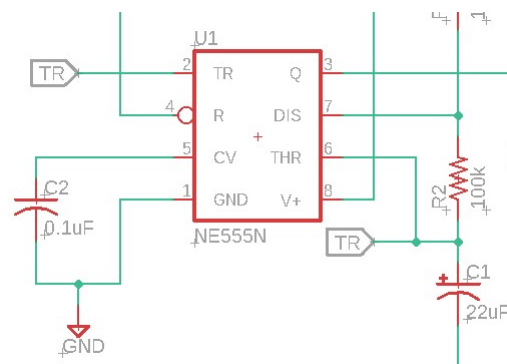 U1
TR
2
TR
Q
3
4
R
DIS
7
5
CV
THR
6
1
GND
V+
8
NE555N
C2
0.1uF
GND
TR
R2
100k
C1
+
22uF